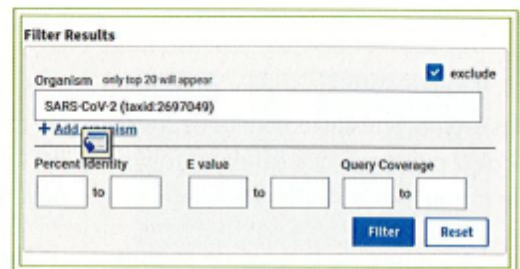 Filter Results
Organism only top 20 will appear exclude
SARS-CoV-2 (taxid:2697049)
+ Add organism
Percent Identity E value Query Coverage
to to to
Filter Reset